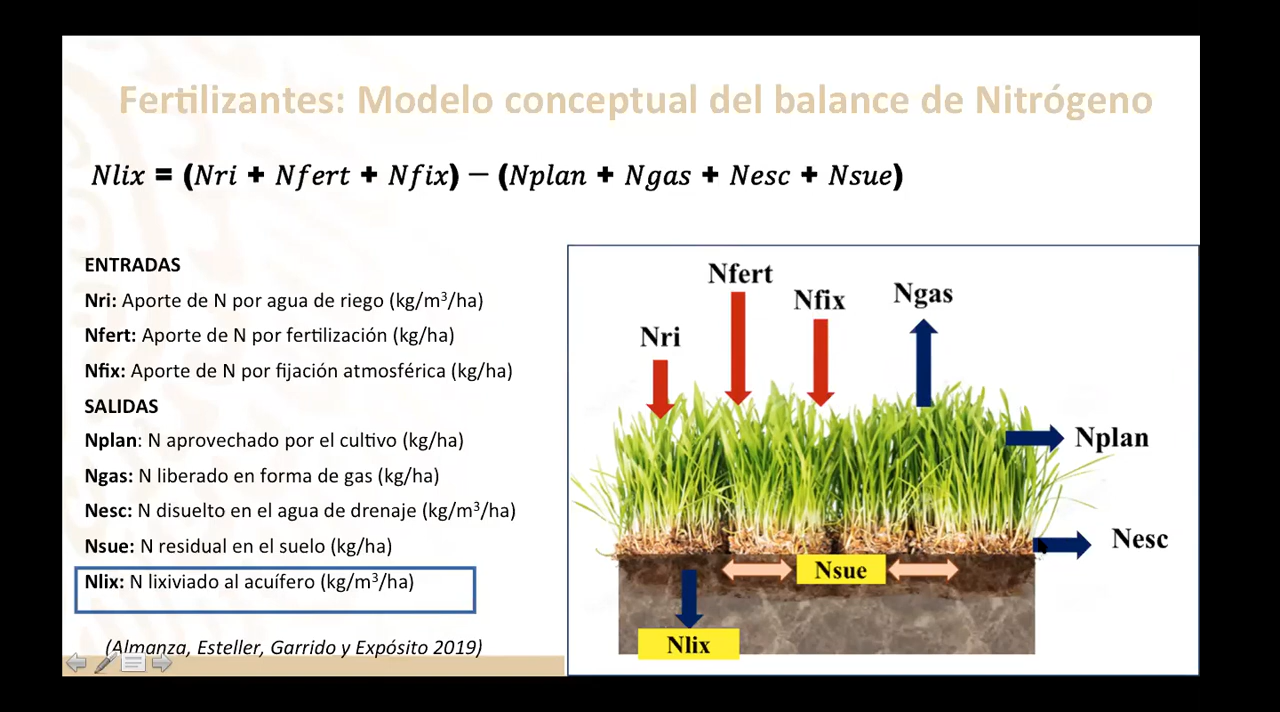 Fertilizantes: Modelo conceptual del balance de Nitrógeno
Nlix = (Nri + Nfert + Nfix) − (Nplan + Ngas + Nesc + Nsue)
ENTRADAS
Nri: Aporte de N por agua de riego (kg/m³/ha)
Nfert: Aporte de N por fertilización (kg/ha)
Nfix: Aporte de N por fijación atmosférica (kg/ha)
SALIDAS
Nplan: N aprovechado por el cultivo (kg/ha)
Ngas: N liberado en forma de gas (kg/ha)
Nesc: N disuelto en el agua de drenaje (kg/m³/ha)
Nsue: N residual en el suelo (kg/ha)
Nlix: N lixiviado al acuífero (kg/m³/ha)
(Almanza, Esteller, Garrido y Expósito 2019)
Nfert
Nfix
Ngas
Nri
Nplan
Nesc
Nsue
Nlix